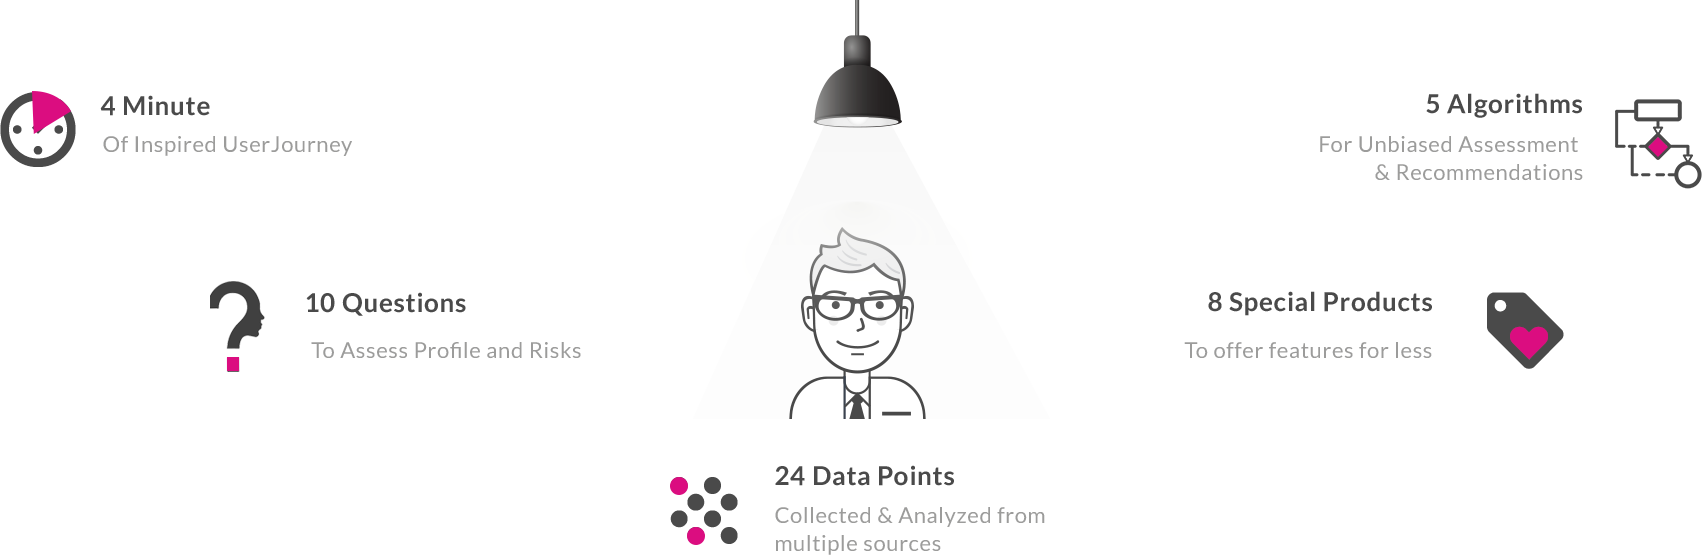 4 Minute
Of Inspired UserJourney
10 Questions
To Assess Profile and Risks
24 Data Points
Collected & Analyzed from
multiple sources
5 Algorithms
For Unbiased Assessment
& Recommendations
8 Special Products
To offer features for less